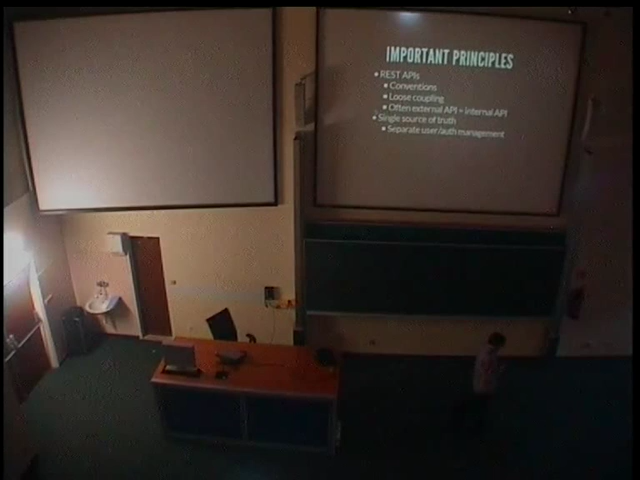 IMPORTANT PRINCIPLES
REST APIs
Conventions
Loose coupling
Often external API = internal API
Single source of truth
Separate user/auth management